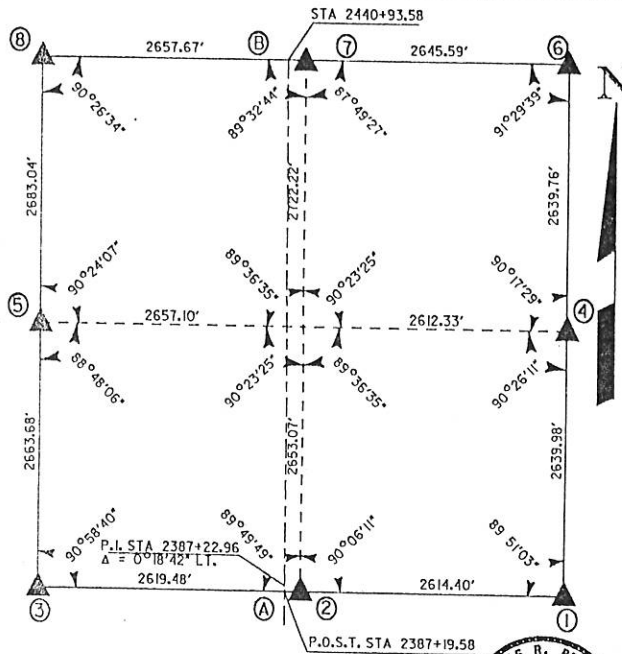 STA 2440+93.58
⑧ 2657.67' Ⓑ ⑦ 2645.59' ⑥
N
90°26'34"
89°32'44"
87°49'27"
91°29'39"
2683.04'
2722.22'
2639.76'
90°24'07"
89°36'35"
90°23'25"
90°17'29"
⑤ 2657.10' 2612.33' ④
88°48'06"
90°23'25"
89°36'35"
90°26'11"
2663.68'
2653.07'
2639.98'
90°58'40"
89°49'49"
90°06'11"
89 51'03"
P.I. STA 2387+22.96
Δ = 0°18'42" LT.
2619.48' 2614.40'
③ Ⓐ ② ①
P.O.S.T. STA 2387+19.58